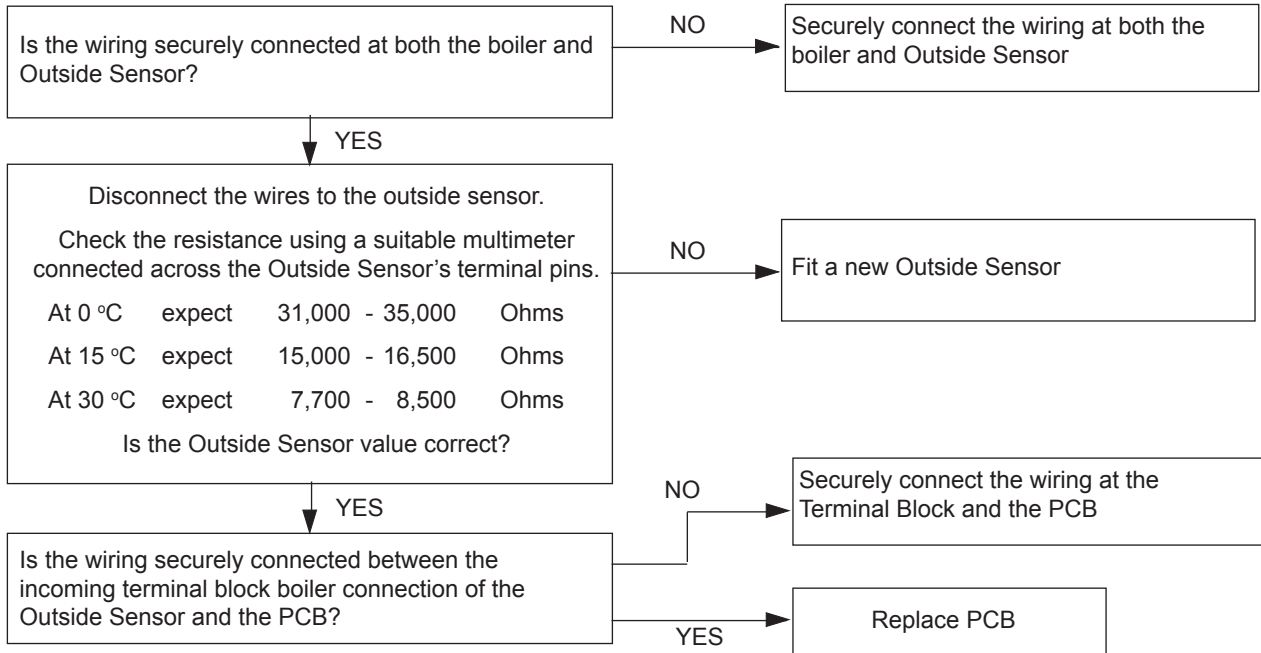 Is the wiring securely connected at both the boiler and
Outside Sensor?
NO
Securely connect the wiring at both the
boiler and Outside Sensor
YES
Disconnect the wires to the outside sensor.
Check the resistance using a suitable multimeter
connected across the Outside Sensor’s terminal pins.
At 0 ºC expect 31,000 - 35,000 Ohms
At 15 ºC expect 15,000 - 16,500 Ohms
At 30 ºC expect 7,700 - 8,500 Ohms
Is the Outside Sensor value correct?
NO
Fit a new Outside Sensor
YES
Is the wiring securely connected between the
incoming terminal block boiler connection of the
Outside Sensor and the PCB?
NO
Securely connect the wiring at the
Terminal Block and the PCB
YES
Replace PCB